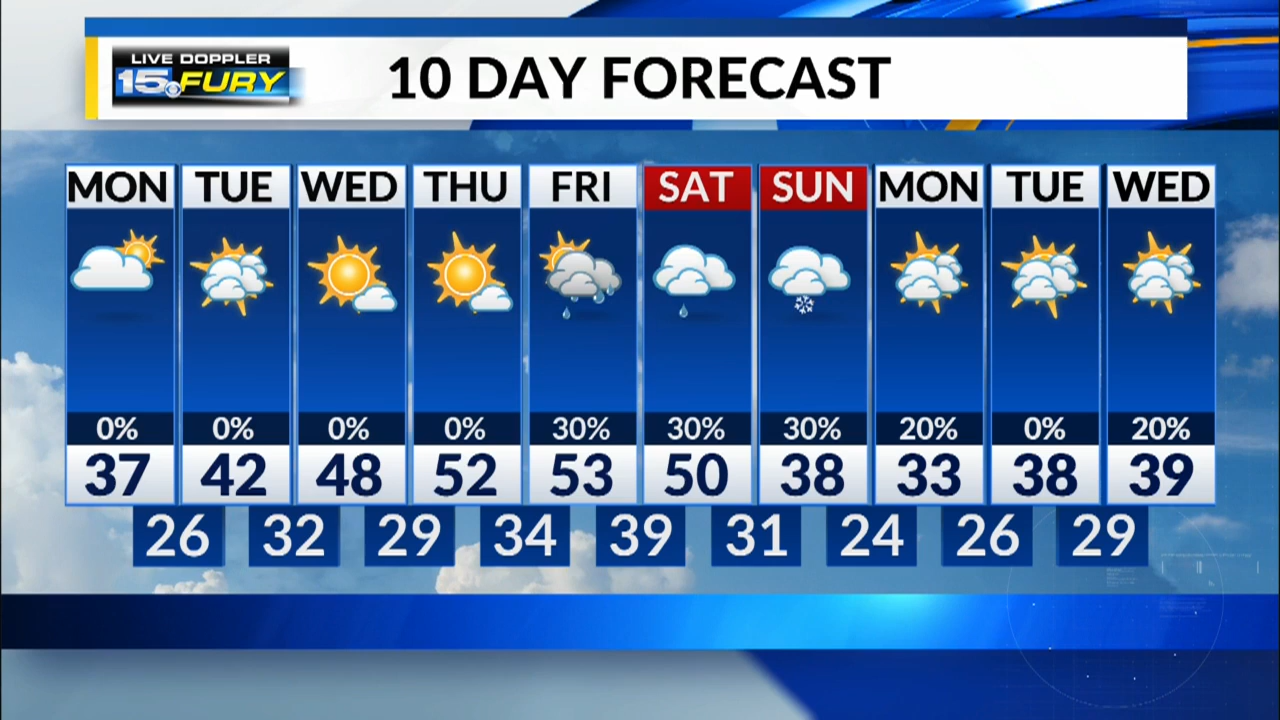 LIVE DOPPLER
15 FURY
10 DAY FORECAST
MON TUE WED THU FRI SAT SUN MON TUE WED
0% 0% 0% 0% 30% 30% 30% 20% 0% 20%
37 42 48 52 53 50 38 33 38 39
26 32 29 34 39 31 24 26 29